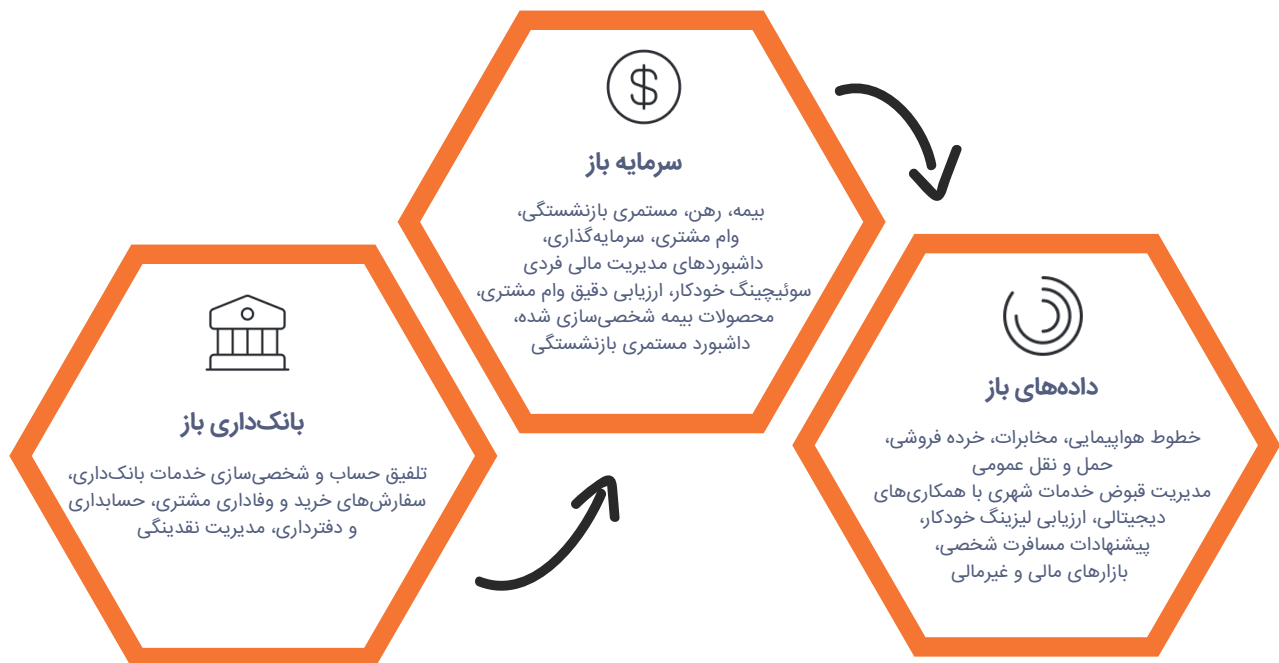 سرمایه باز
بیمه، رهن، مستمری بازنشستگی،
وام مشتری، سرمایه‌گذاری،
داشبوردهای مدیریت مالی فردی
سوئیچینگ خودکار، ارزیابی دقیق وام مشتری،
محصولات بیمه شخصی‌سازی شده،
داشبورد مستمری بازنشستگی
داده‌های باز
خطوط هواپیمایی، مخابرات، خرده فروشی،
حمل و نقل عمومی
مدیریت قبوض خدمات شهری با همکاری‌های
دیجیتالی، ارزیابی لیزینگ خودکار،
پیشنهادات مسافرت شخصی،
بازارهای مالی و غیرمالی
بانک‌داری باز
تلفیق حساب و شخصی‌سازی خدمات بانک‌داری،
سفارش‌های خرید و وفاداری مشتری، حسابداری
و دفترداری، مدیریت نقدینگی